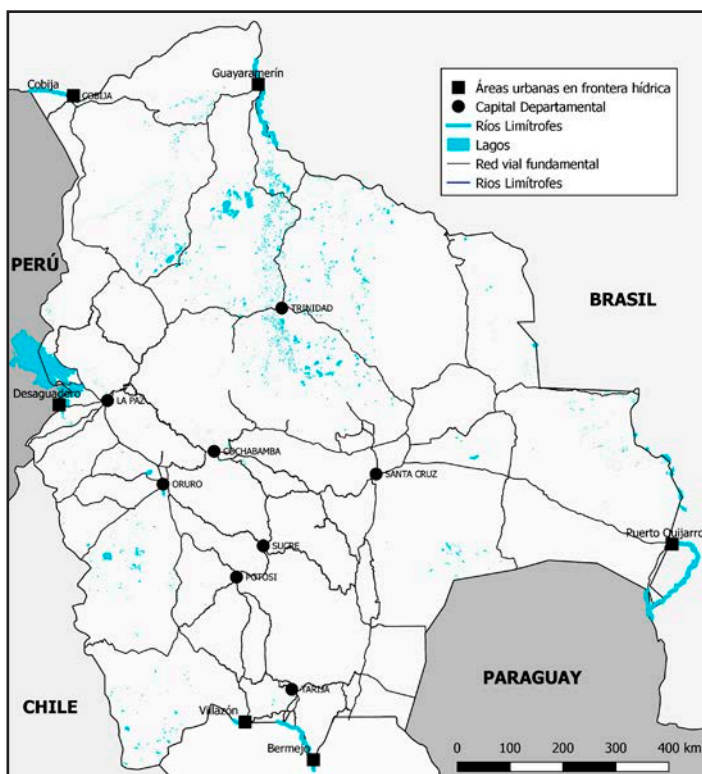 Guayaramerín
Cobija
COBIJA
Áreas urbanas en frontera hídrica
Capital Departamental
Ríos Limítrofes
Lagos
Red vial fundamental
Rios Limítrofes
PERÚ
BRASIL
TRINIDAD
Desaguadero
LA PAZ
COCHABAMBA
SANTA CRUZ
ORURO
Puerto Quijarro
SUCRE
POTOSI
PARAGUAY
TARIJA
CHILE
Villazón
Bermejo
0 100 200 300 400 km